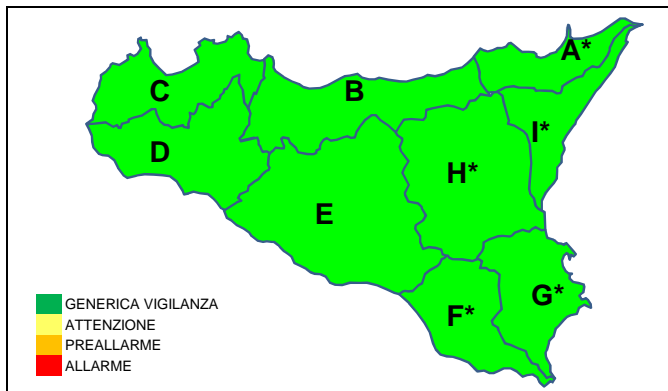 A*
C
B
I*
D
H*
E
G*
F*
GENERICA VIGILANZA
ATTENZIONE
PREALLARME
ALLARME